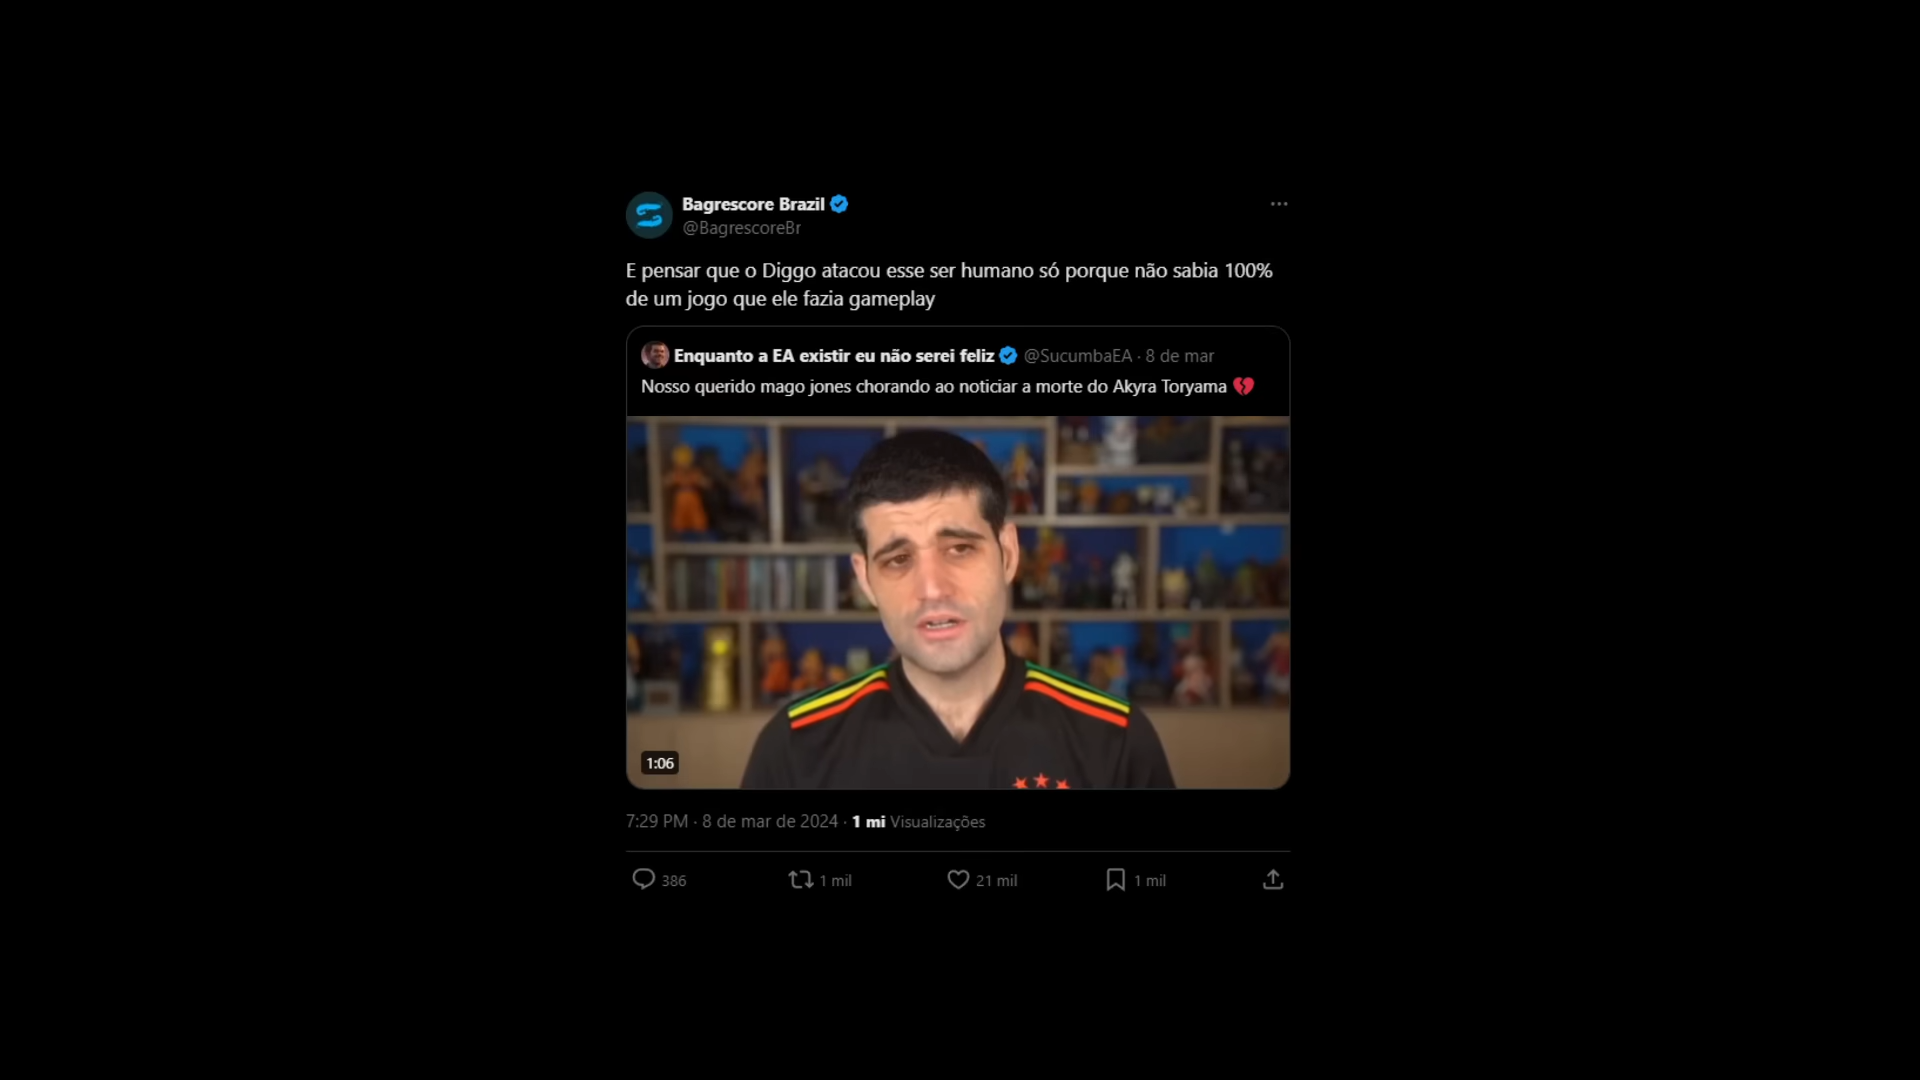 Bagrescore Brazil
@BagrescoreBr
E pensar que o Diggo atacou esse ser humano só porque não sabia 100%
de um jogo que ele fazia gameplay
Enquanto a EA existir eu não serei feliz @SucumbaEA · 8 de mar
Nosso querido mago jones chorando ao noticiar a morte do Akyra Toryama 💔
1:06
7:29 PM · 8 de mar de 2024 · 1 mi Visualizações
386 1 mil 21 mil 1 mil